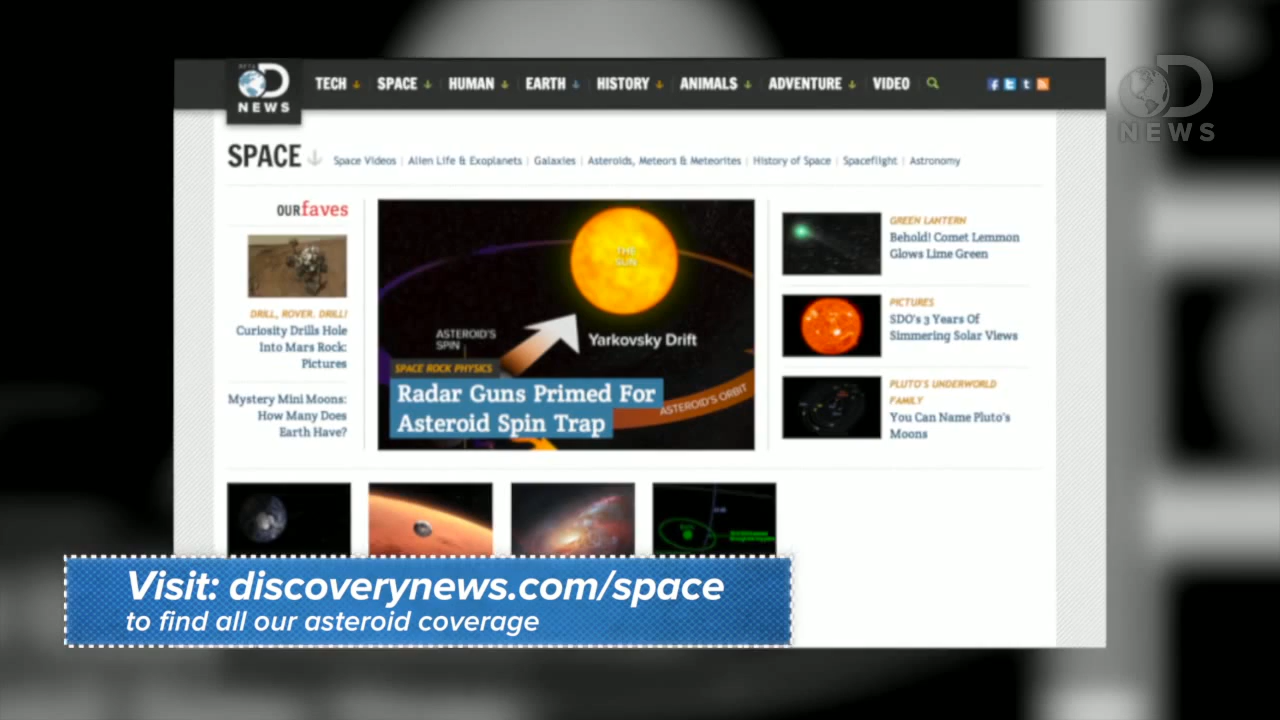 BETA
NEWS
TECH SPACE HUMAN EARTH HISTORY ANIMALS ADVENTURE VIDEO
NEWS
SPACE
Space Videos | Alien Life & Exoplanets | Galaxies | Asteroids, Meteors & Meteorites | History of Space | Spaceflight | Astronomy
OUR faves
DRILL, ROVER, DRILL!
Curiosity Drills Hole
Into Mars Rock:
Pictures
Mystery Mini Moons:
How Many Does
Earth Have?
THE
SUN
ASTEROID'S
SPIN
Yarkovsky Drift
ASTEROID'S ORBIT
SPACE ROCK PHYSICS
Radar Guns Primed For
Asteroid Spin Trap
GREEN LANTERN
Behold! Comet Lemmon
Glows Lime Green
PICTURES
SDO's 3 Years Of
Simmering Solar Views
PLUTO'S UNDERWORLD
FAMILY
You Can Name Pluto's
Moons
Visit: discoverynews.com/space
to find all our asteroid coverage